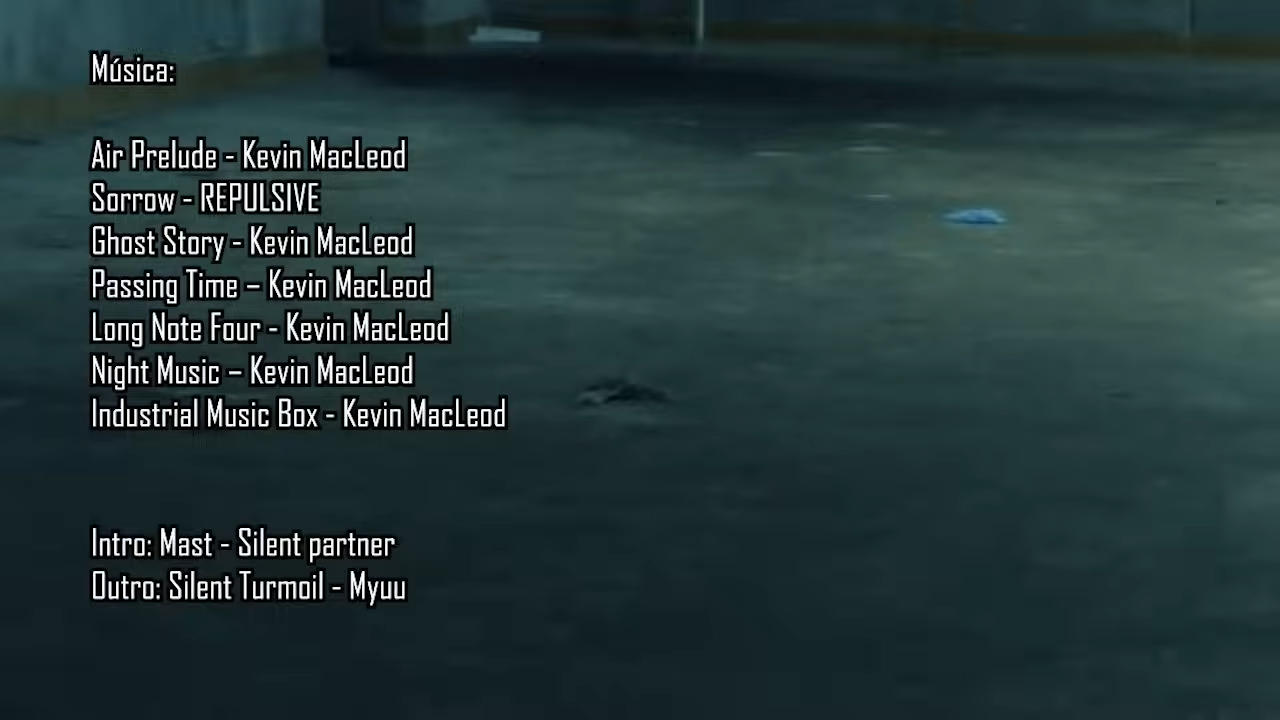 Música:
Air Prelude - Kevin MacLeod
Sorrow - REPULSIVE
Ghost Story - Kevin MacLeod
Passing Time – Kevin MacLeod
Long Note Four - Kevin MacLeod
Night Music – Kevin MacLeod
Industrial Music Box - Kevin MacLeod
Intro: Mast - Silent partner
Outro: Silent Turmoil - Myuu